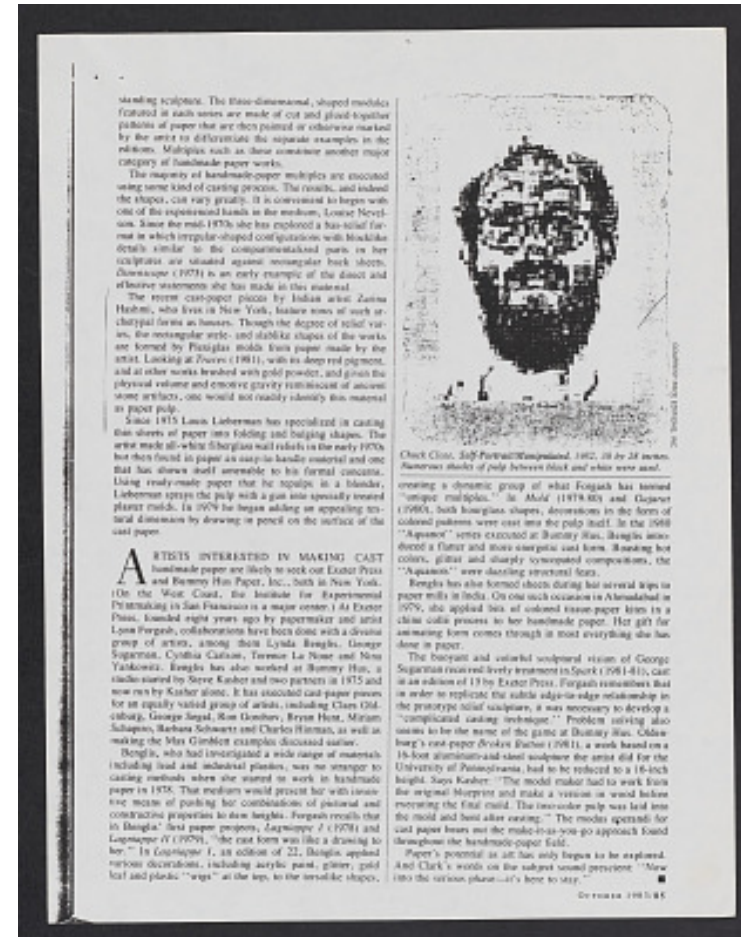 standing sculpture. The three-dimensional, shaped modules
featured in each series are made of cut and glued-together
patterns of paper that are then painted or otherwise marked
by the artist to differentiate the separate examples in the
editions. Multiples such as these constitute another major
category of handmade paper works.
The majority of handmade-paper multiples are executed
using some kind of casting process. The results, and indeed
the shapes, can vary greatly. It is convenient to begin with
one of the experienced hands in the medium, Louise Nevel-
son. Since the mid-1970s she has explored a bas-relief for-
mat in which irregular-shaped configurations with blocklike
details similar to the compartmentalized parts in her
sculptures are situated against rectangular back sheets.
Dawnscape (1975) is an early example of the direct and
effective statements she has made in this material.
The recent cast-paper pieces by Indian artist Zarina
Hashmi, who lives in New York, feature rows of such ar-
chetypal forms as houses. Though the degree of relief var-
ies, the rectangular stele- and slablike shapes of the works
are formed by Plexiglas molds from paper made by the
artist. Looking at Traces (1981), with its deep red pigment,
and at other works brushed with gold powder, and given the
physical volume and emotive gravity reminiscent of ancient
stone artifacts, one would not readily identify this material
as paper pulp.
Since 1975 Louis Lieberman has specialized in casting
thin sheets of paper into folding and bulging shapes. The
artist made all-white fiberglass wall reliefs in the early 1970s
but then found in paper an easy-to-handle material and one
that has shown itself amenable to his formal concerns.
Using ready-made paper that he repulps in a blender,
Lieberman sprays the pulp with a gun into specially treated
plaster molds. In 1979 he began adding an appealing tex-
tural dimension by drawing in pencil on the surface of the
cast paper.
ARTISTS INTERESTED IN MAKING CAST
handmade paper are likely to seek out Exeter Press
and Bummy Hus Paper, Inc., both in New York.
(On the West Coast, the Institute for Experimental
Printmaking in San Francisco is a major center.) At Exeter
Press, founded eight years ago by papermaker and artist
Lynn Forgash, collaborations have been done with a diverse
group of artists, among them Lynda Benglis, George
Sugarman, Cynthia Carlson, Terence La Noue and Nina
Yankowitz. Benglis has also worked at Bummy Hus, a
studio started by Steve Kasher and two partners in 1975 and
now run by Kasher alone. It has executed cast-paper pieces
for an equally varied group of artists, including Claes Old-
enburg, George Segal, Ron Gorchov, Bryan Hunt, Miriam
Schapiro, Barbara Schwartz and Charles Hinman, as well as
making the Max Gimblett examples discussed earlier.
Benglis, who had investigated a wide range of materials
including lead and industrial plastics, was no stranger to
casting methods when she started to work in handmade
paper in 1978. That medium would present her with inven-
tive means of pushing her combinations of pictorial and
constructive properties to new heights. Forgash recalls that
in Benglis' first paper projects, Lagniappe I (1978) and
Lagniappe II (1979), "the cast form was like a drawing to
her." In Lagniappe I, an edition of 22, Benglis applied
various decorations, including acrylic paint, glitter, gold
leaf and plastic "wigs" at the top, to the torsolike shapes,
Chuck Close, Self-Portrait/Manipulated, 1982, 38 by 28 inches.
Numerous shades of pulp between black and white were used.
creating a dynamic group of what Forgash has termed
"unique multiples." In Mold (1979-80) and Gujarat
(1980), both hourglass shapes, decorations in the form of
colored patterns were cast into the pulp itself. In the 1980
"Aquanot" series executed at Bummy Hus, Benglis intro-
duced a flatter and more energetic cast form. Boasting hot
colors, glitter and sharply syncopated compositions, the
"Aquanots" were dazzling structural feats.
Benglis has also formed sheets during her several trips to
paper mills in India. On one such occasion in Ahmadabad in
1979, she applied bits of colored tissue-paper kites in a
chine collé process to her handmade paper. Her gift for
animating form comes through in most everything she has
done in paper.
The buoyant and colorful sculptural vision of George
Sugarman received lively treatment in Spark (1981-83), cast
in an edition of 15 by Exeter Press. Forgash remembers that
in order to replicate the subtle edge-to-edge relationship in
the prototype relief sculpture, it was necessary to develop a
"complicated casting technique." Problem solving also
seems to be the name of the game at Bummy Hus. Olden-
burg's cast-paper Broken Button (1981), a work based on a
16-foot aluminum-and-steel sculpture the artist did for the
University of Pennsylvania, had to be reduced to a 16-inch
height. Says Kasher: "The model maker had to work from
the original blueprint and make a version in wood before
executing the final mold. The two-color pulp was laid into
the mold and bent after casting." The modus operandi for
cast paper bears out the make-it-as-you-go approach found
throughout the handmade-paper field.
Paper's potential as art has only begun to be explored.
And Clark's words on the subject sound prescient: "Now
into the serious phase—it's here to stay."
OCTOBER 1983/85